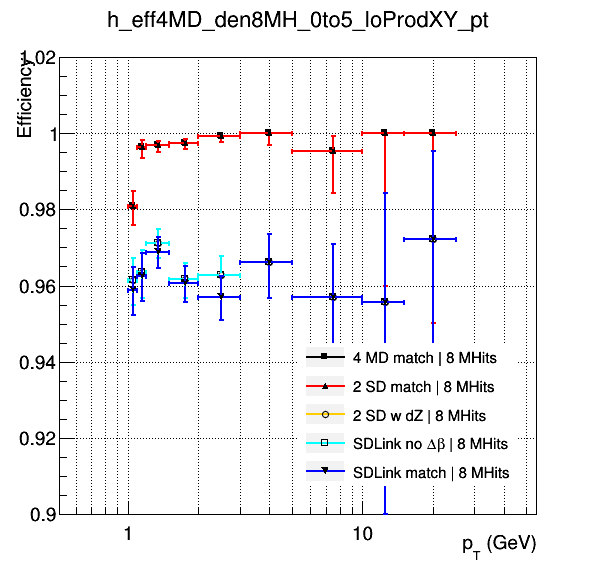 h_eff4MD_den8MH_0to5_loProdXY_pt
Efficiency
1.02
1
0.98
0.96
0.94
0.92
0.9
4 MD match | 8 MHits
2 SD match | 8 MHits
2 SD w dZ | 8 MHits
SDLink no Δβ | 8 MHits
SDLink match | 8 MHits
1
10
p_T (GeV)